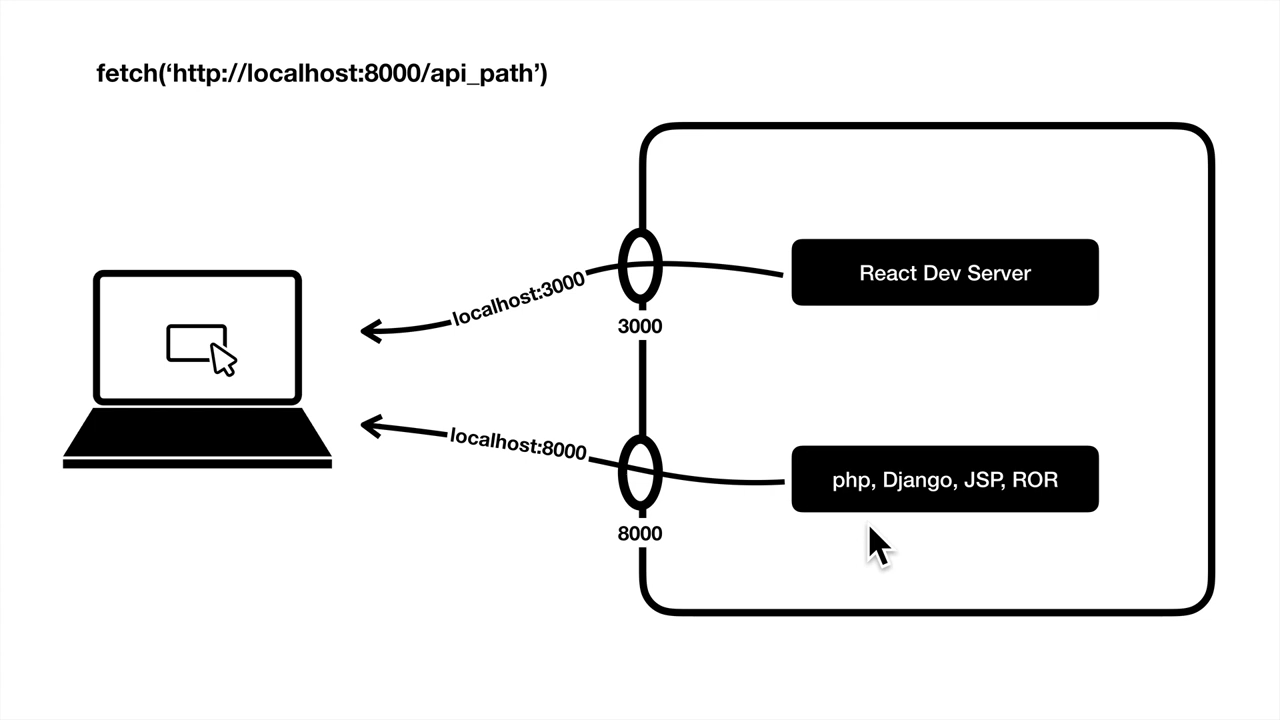 fetch(‘http://localhost:8000/api_path’)
React Dev Server
localhost:3000
3000
localhost:8000
php, Django, JSP, ROR
8000